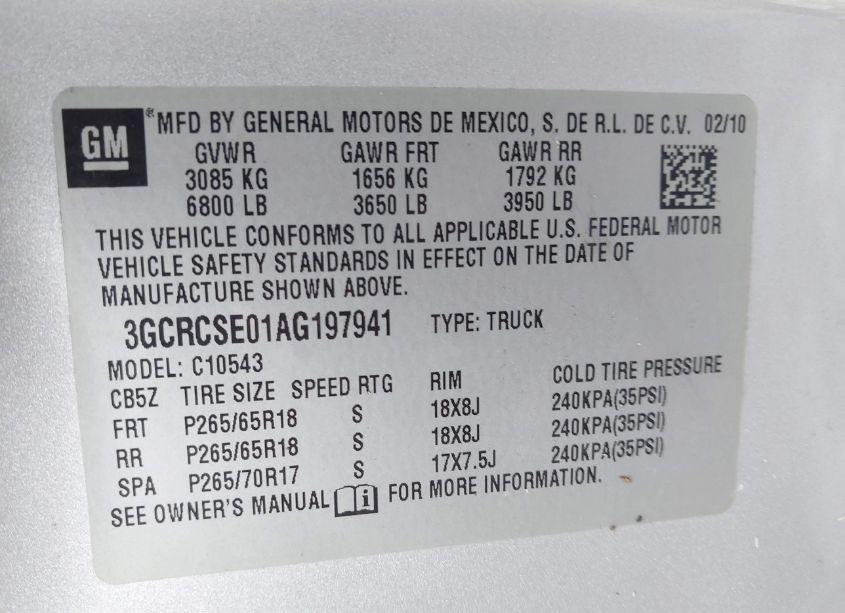 GM ® MFD BY GENERAL MOTORS DE MEXICO, S. DE R.L. DE C.V. 02/10
GVWR GAWR FRT GAWR RR
3085 KG 1656 KG 1792 KG
6800 LB 3650 LB 3950 LB
THIS VEHICLE CONFORMS TO ALL APPLICABLE U.S. FEDERAL MOTOR
VEHICLE SAFETY STANDARDS IN EFFECT ON THE DATE OF
MANUFACTURE SHOWN ABOVE.
3GCRCSE01AG197941 TYPE: TRUCK
MODEL: C10543
CB5Z TIRE SIZE SPEED RTG RIM COLD TIRE PRESSURE
FRT P265/65R18 S 18X8J 240KPA(35PSI)
RR P265/65R18 S 18X8J 240KPA(35PSI)
SPA P265/70R17 S 17X7.5J 240KPA(35PSI)
SEE OWNER'S MANUAL i FOR MORE INFORMATION.